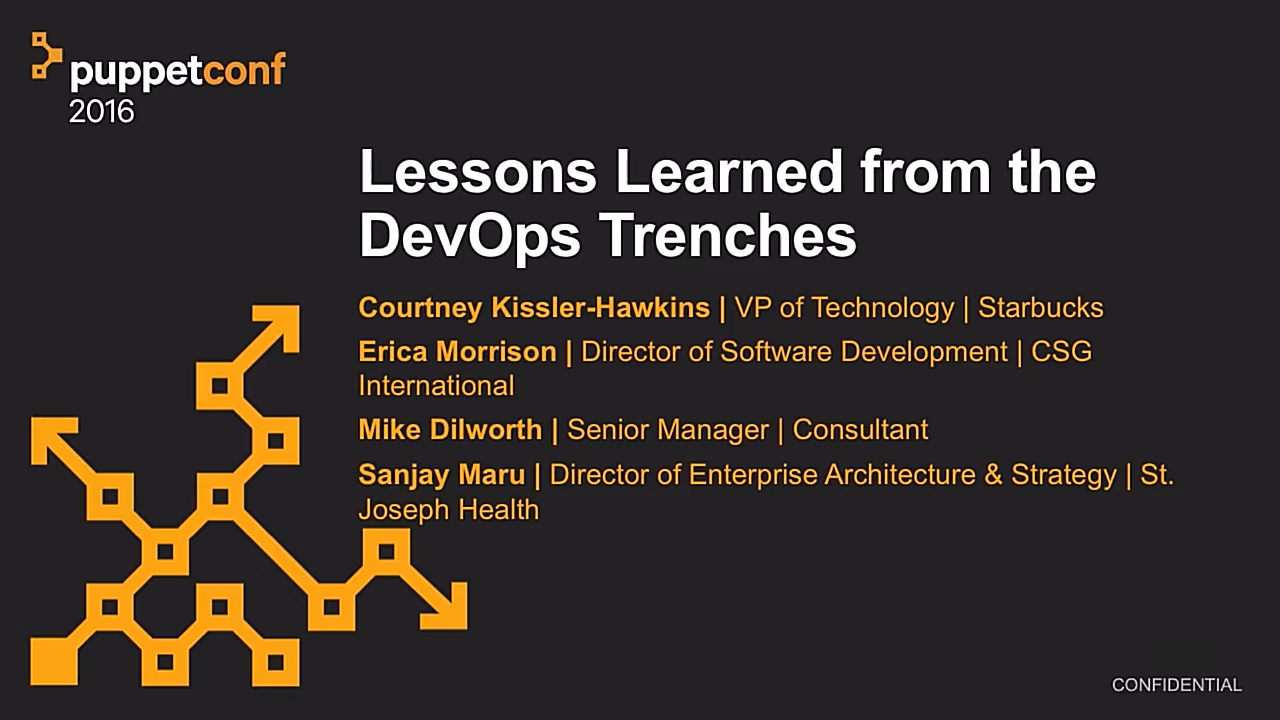 puppetconf
2016
Lessons Learned from the
DevOps Trenches
Courtney Kissler-Hawkins | VP of Technology | Starbucks
Erica Morrison | Director of Software Development | CSG
International
Mike Dilworth | Senior Manager | Consultant
Sanjay Maru | Director of Enterprise Architecture & Strategy | St.
Joseph Health
CONFIDENTIAL